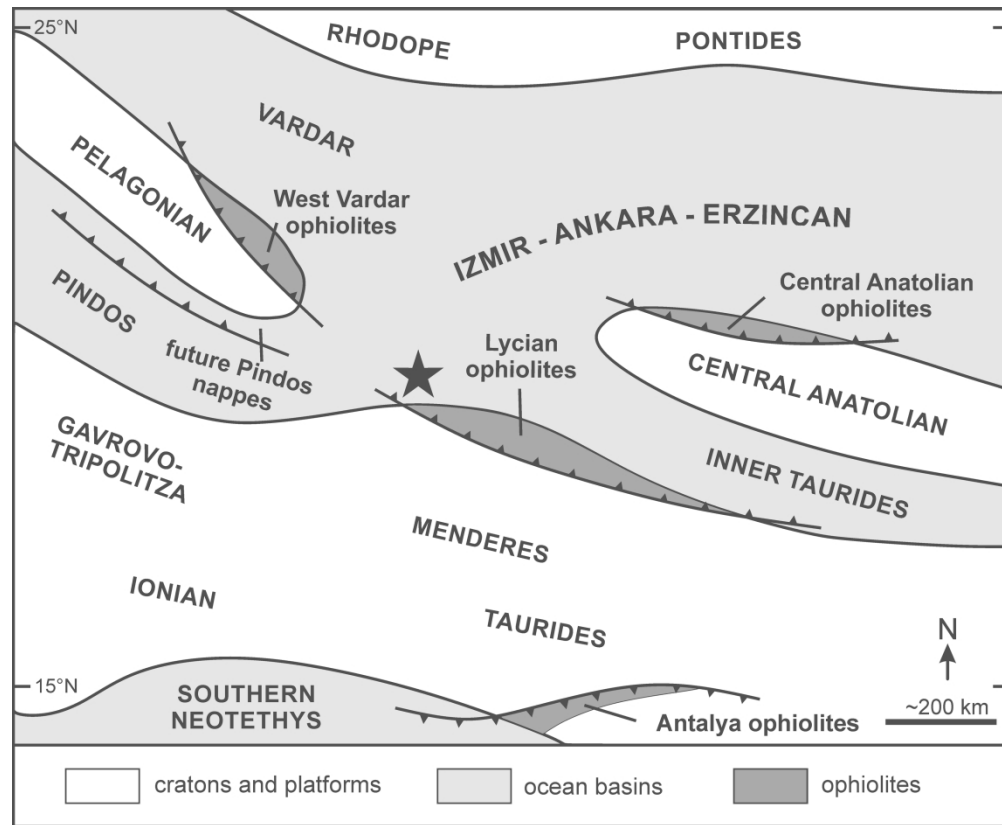 25°N
RHODOPE
PONTIDES
VARDAR
PELAGONIAN
West Vardar
ophiolites
IZMIR - ANKARA - ERZINCAN
Central Anatolian
ophiolites
PINDOS
future Pindos
nappes
Lycian
ophiolites
CENTRAL ANATOLIAN
GAVROVO-
TRIPOLITZA
INNER TAURIDES
MENDERES
IONIAN
TAURIDES
N
15°N
SOUTHERN
NEOTETHYS
Antalya ophiolites
~200 km
cratons and platforms
ocean basins
ophiolites